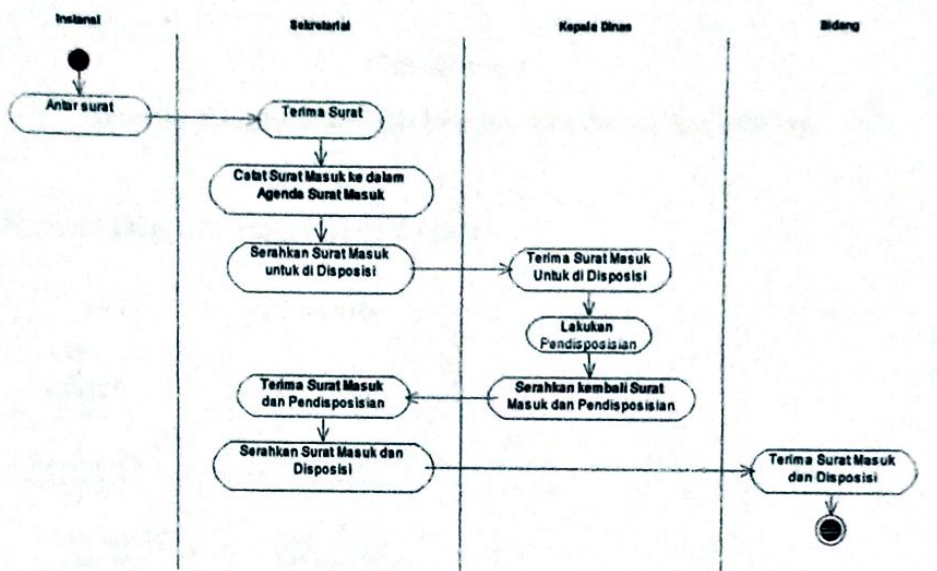 Instansi
Sekretariat
Kepala Dinas
Bidang
Antar surat
Terima Surat
Catat Surat Masuk ke dalam
Agenda Surat Masuk
Serahkan Surat Masuk
untuk di Disposisi
Terima Surat Masuk
Untuk di Disposisi
Lakukan
Pendisposisian
Serahkan kembali Surat
Masuk dan Pendisposisian
Terima Surat Masuk
dan Pendisposisian
Serahkan Surat Masuk dan
Disposisi
Terima Surat Masuk
dan Disposisi